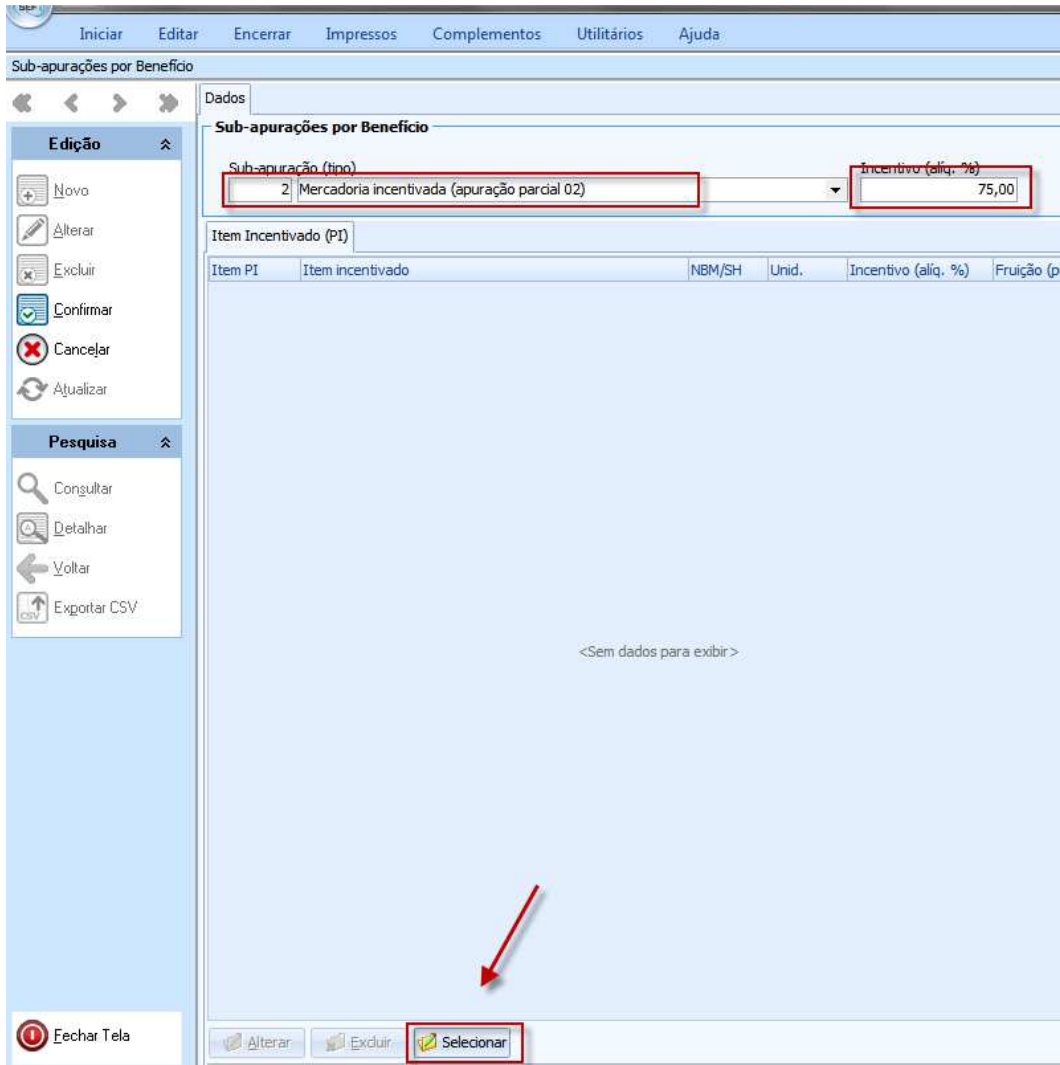 SEF
Iniciar Editar Encerrar Impressos Complementos Utilitários Ajuda
Sub-apurações por Benefício
Dados
Edição
Novo
Alterar
Excluir
Confirmar
Cancelar
Atualizar
Pesquisa
Consultar
Detalhar
Voltar
CSV Exportar CSV
Fechar Tela
Sub-apurações por Benefício
Sub-apuração (tipo) Incentivo (alíq. %)
2 Mercadoria incentivada (apuração parcial 02) 75,00
Item Incentivado (PI)
Item PI Item incentivado NBM/SH Unid. Incentivo (alíq. %) Fruição (p
<Sem dados para exibir>
Alterar Excluir Selecionar